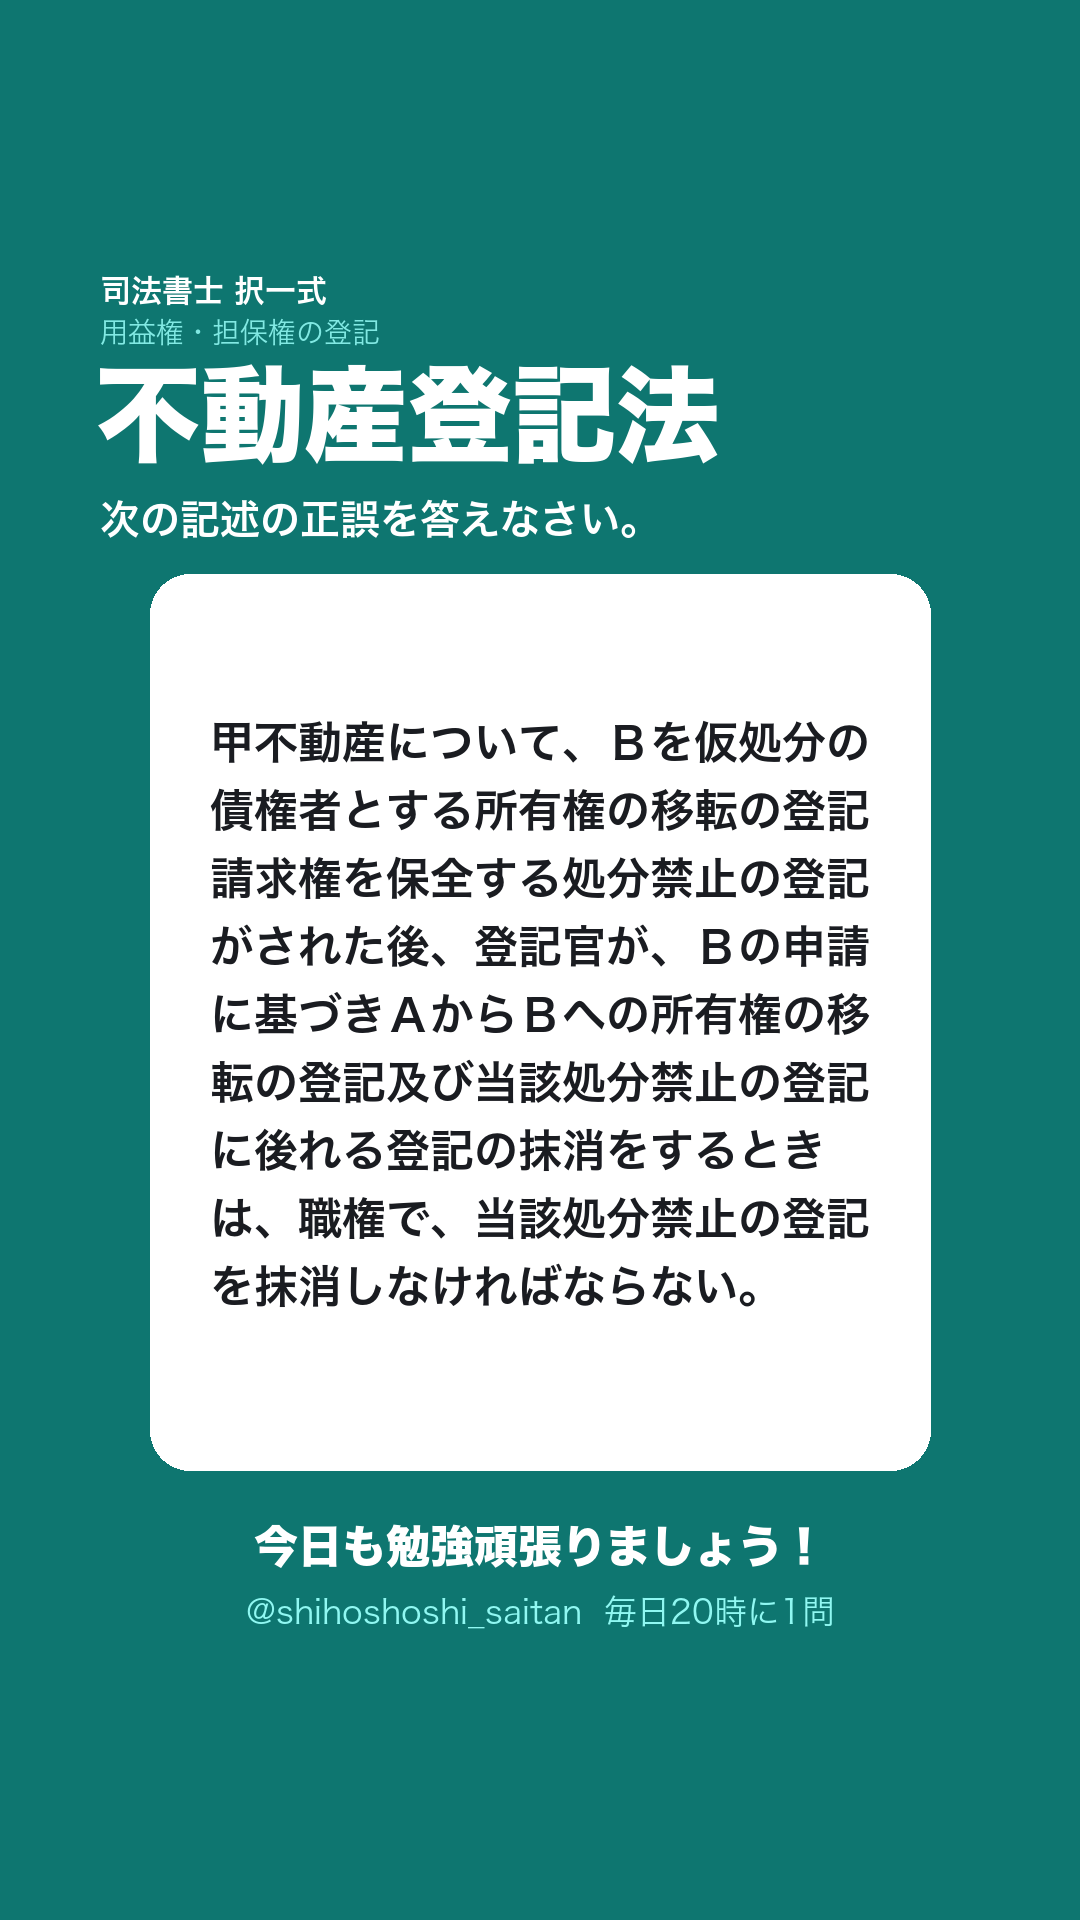 司法書士 択一式
用益権・担保権の登記
不動産登記法
次の記述の正誤を答えなさい。
甲不動産について、Ｂを仮処分の
債権者とする所有権の移転の登記
請求権を保全する処分禁止の登記
がされた後、登記官が、Ｂの申請
に基づきＡからＢへの所有権の移
転の登記及び当該処分禁止の登記
に後れる登記の抹消をするとき
は、職権で、当該処分禁止の登記
を抹消しなければならない。
今日も勉強頑張りましょう！
@shihoshoshi_saitan 毎日20時に1問